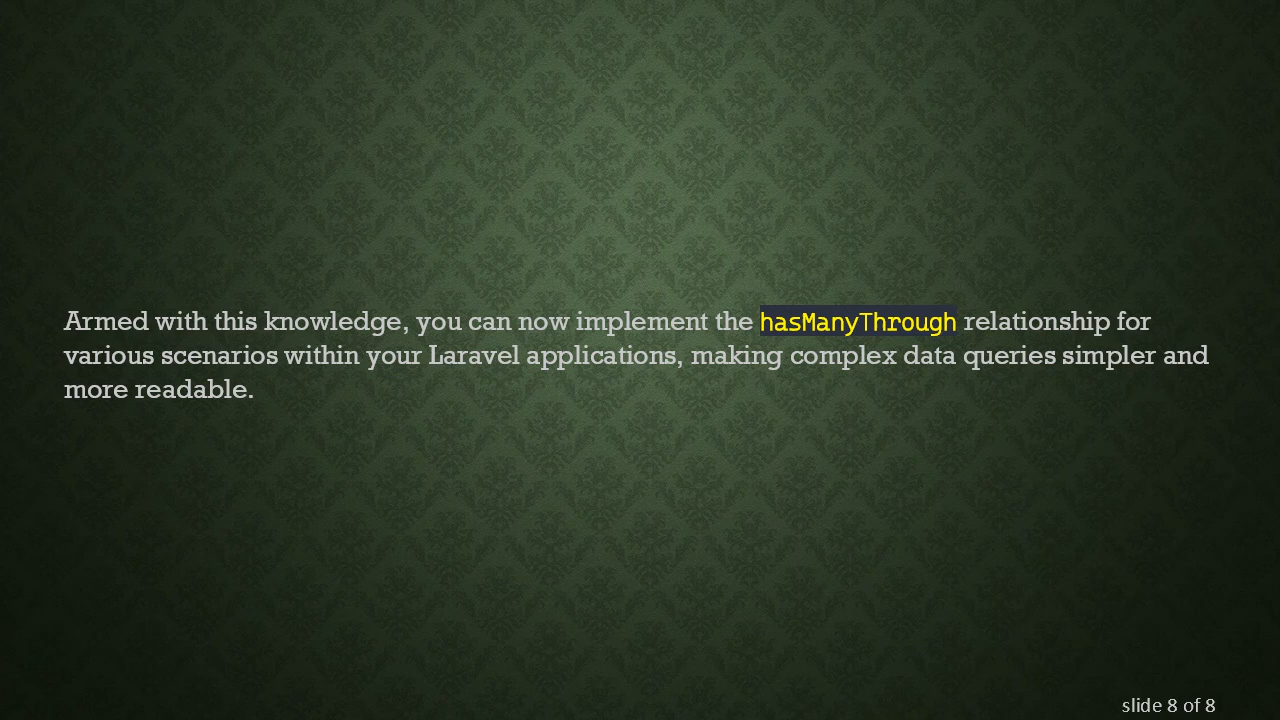 Armed with this knowledge, you can now implement the hasManyThrough relationship for
various scenarios within your Laravel applications, making complex data queries simpler and
more readable.
slide 8 of 8